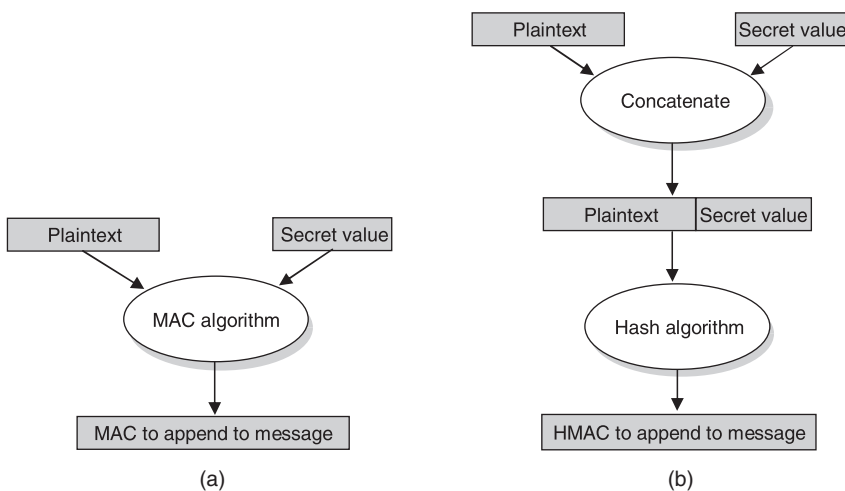 Plaintext
Secret value
MAC algorithm
MAC to append to message
(a)
Plaintext
Secret value
Concatenate
Plaintext
Secret value
Hash algorithm
HMAC to append to message
(b)